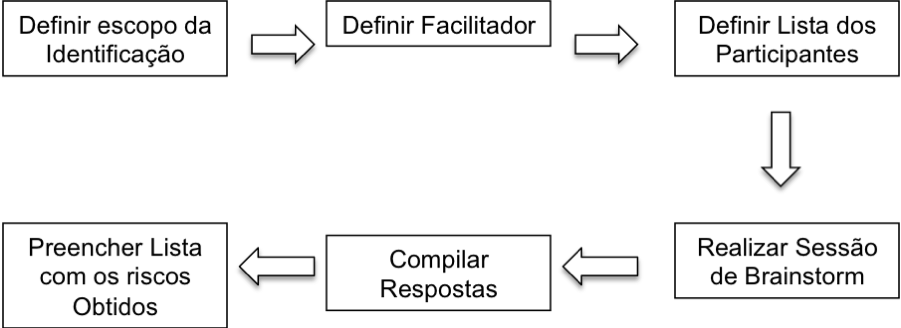 Definir escopo da
Identificação
Definir Facilitador
Definir Lista dos
Participantes
Realizar Sessão
de Brainstorm
Compilar
Respostas
Preencher Lista
com os riscos
Obtidos